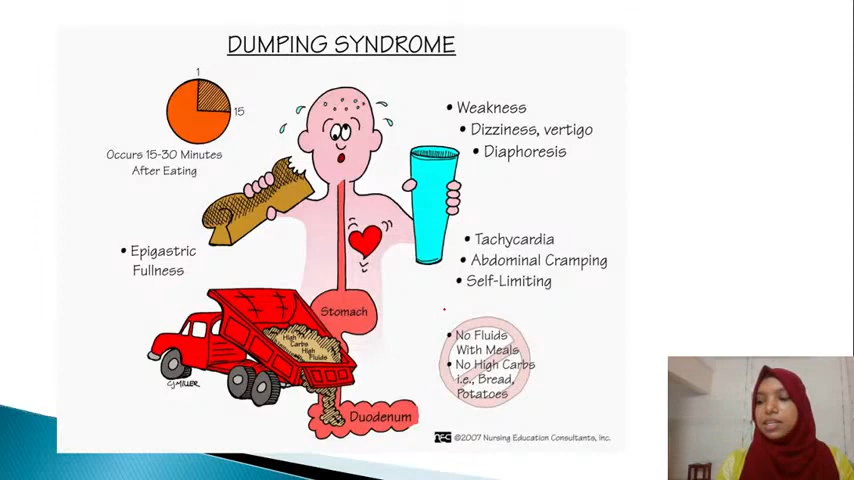 DUMPING SYNDROME
1
15
Occurs 15-30 Minutes
After Eating
• Weakness
• Dizziness, vertigo
• Diaphoresis
• Epigastric
Fullness
• Tachycardia
• Abdominal Cramping
• Self-Limiting
Stomach
High
Carbs
High
Fluids
• No Fluids
With Meals
• No High Carbs
i.e., Bread,
Potatoes
CJMILLER
Duodenum
nec ©2007 Nursing Education Consultants, Inc.